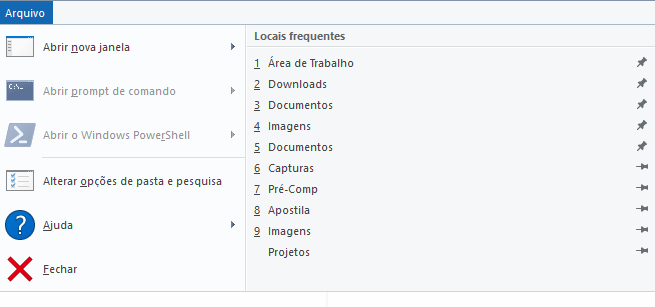 Arquivo
Abrir nova janela
Abrir prompt de comando
Abrir o Windows PowerShell
Alterar opções de pasta e pesquisa
Ajuda
Fechar
Locais frequentes
1 Área de Trabalho
2 Downloads
3 Documentos
4 Imagens
5 Documentos
6 Capturas
7 Pré-Comp
8 Apostila
9 Imagens
Projetos